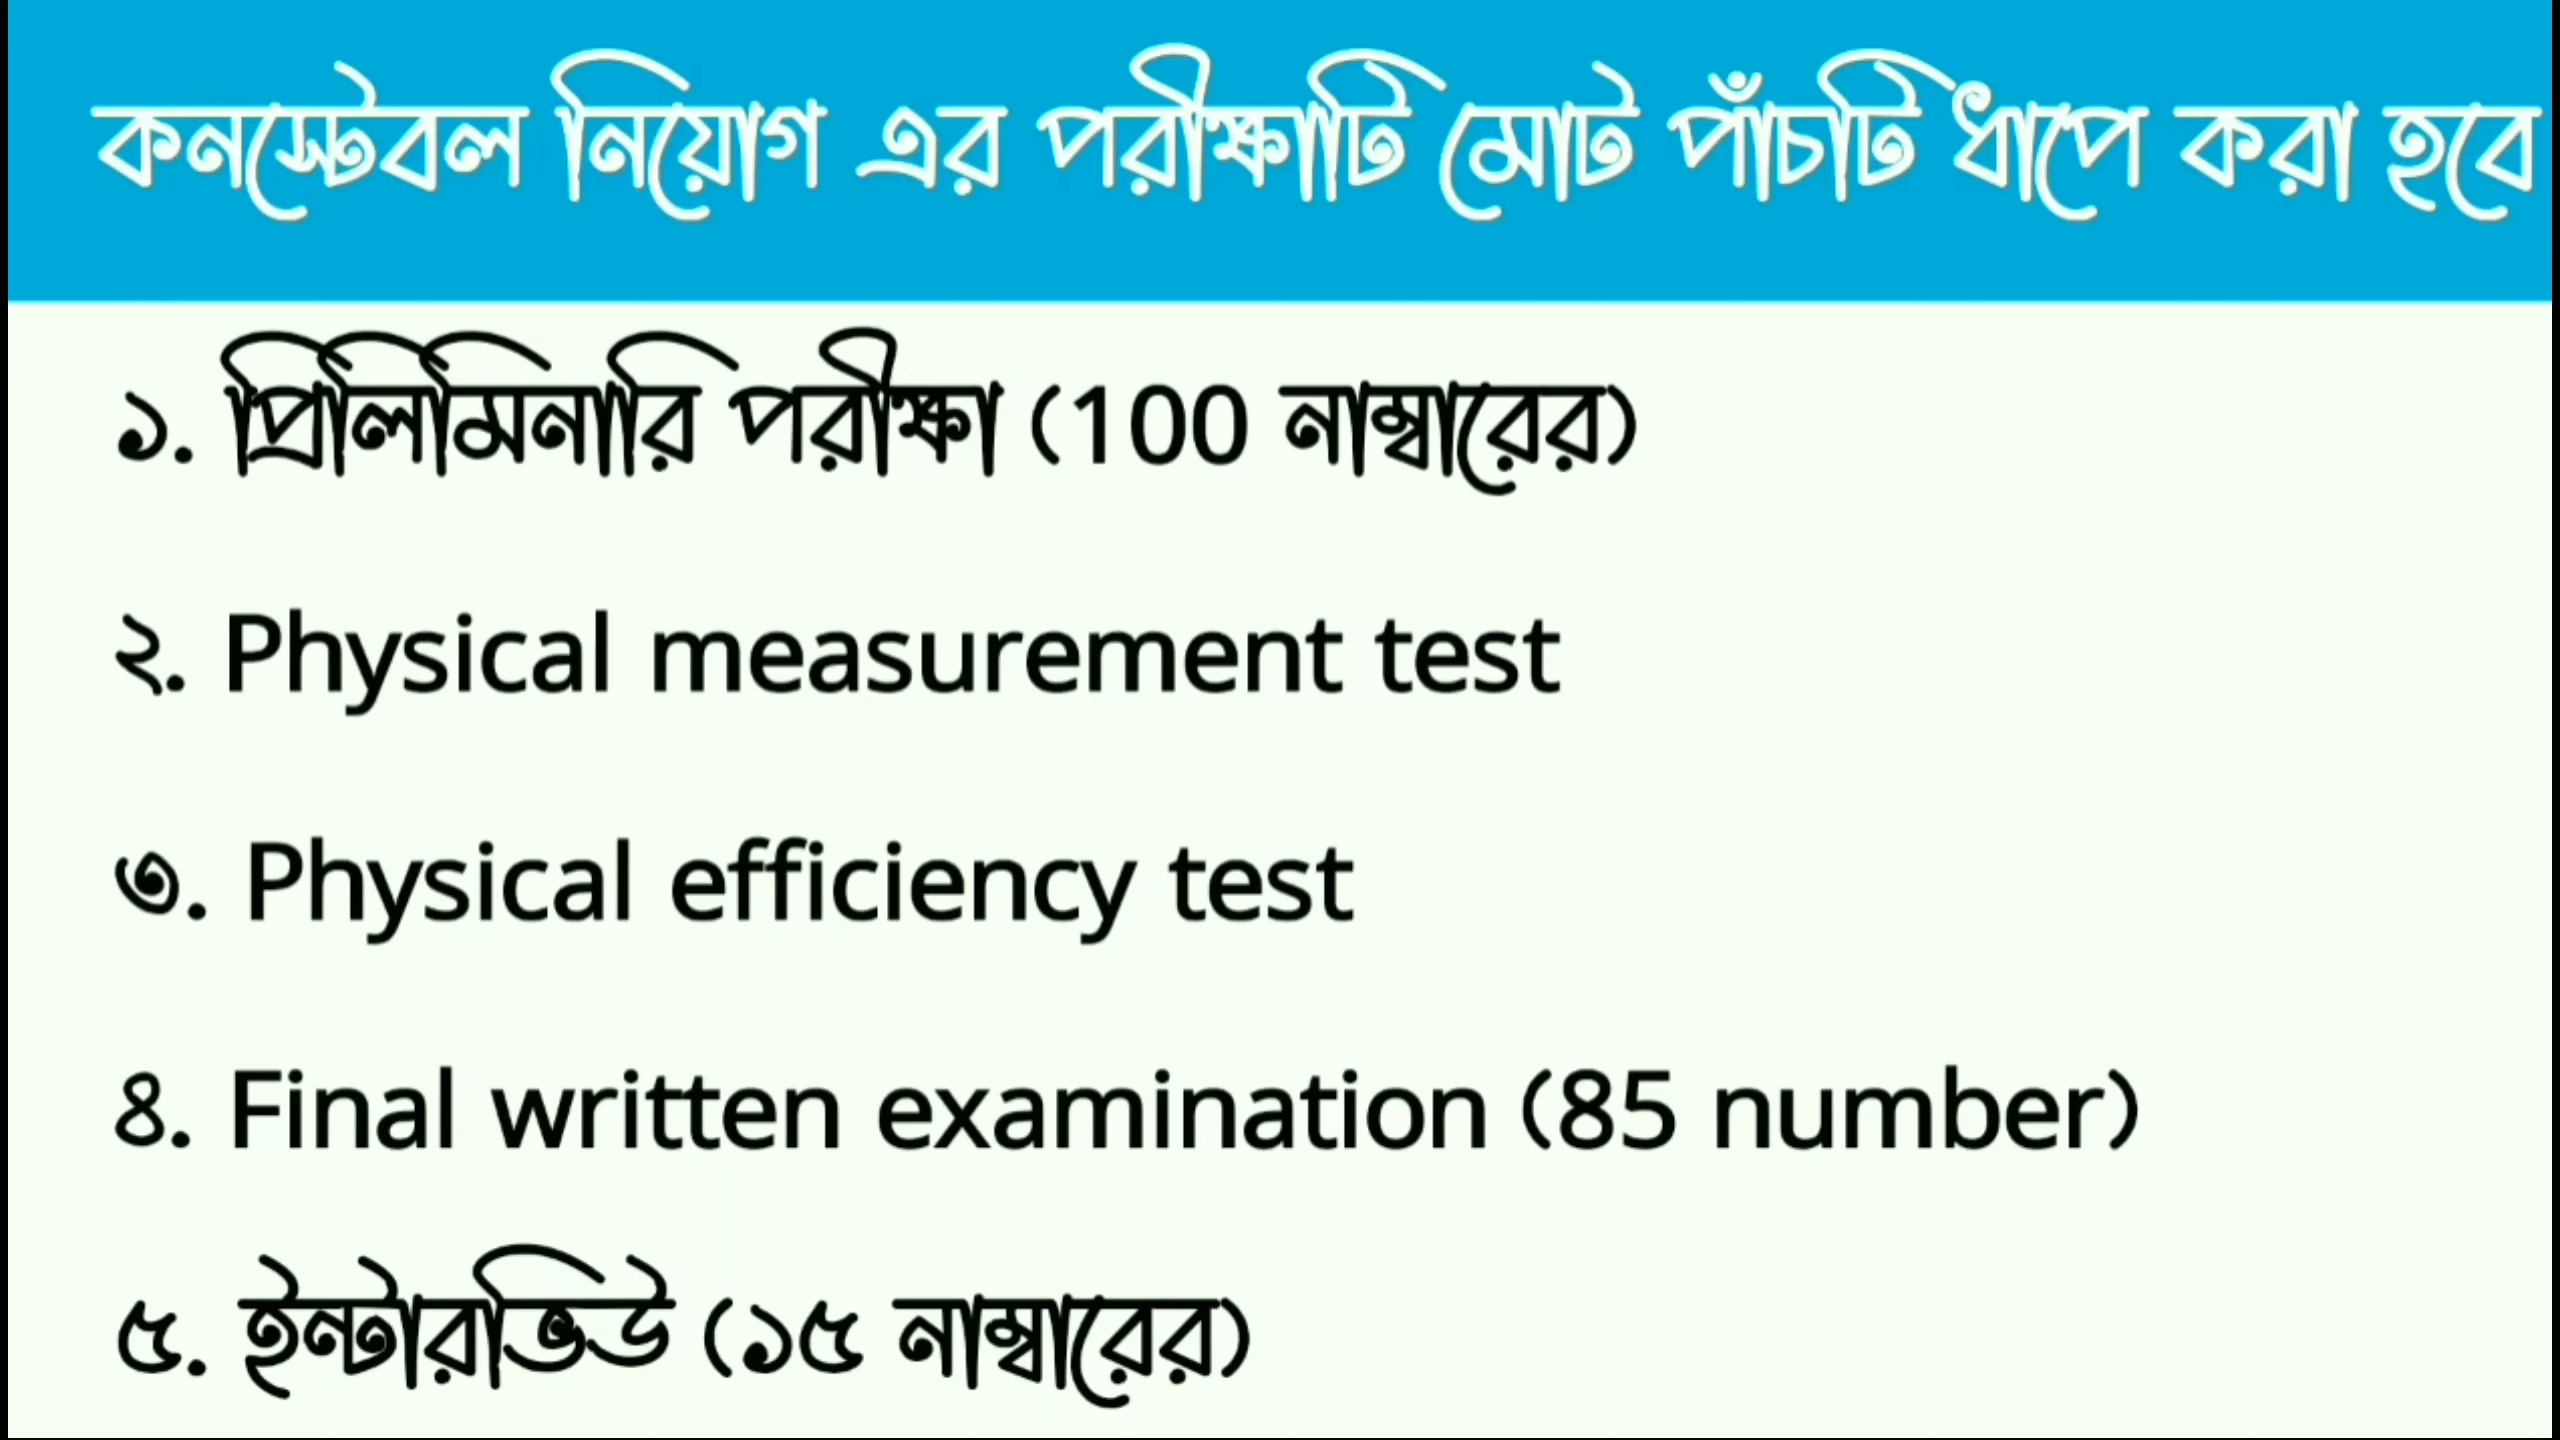 কনস্টেবল নিয়োগ এর পরীক্ষাটি মোট পাঁচটি ধাপে করা হবে
১. প্রিলিমিনারি পরীক্ষা (100 নাম্বারের)
২. Physical measurement test
৩. Physical efficiency test
৪. Final written examination (85 number)
৫. ইন্টারভিউ (১৫ নাম্বারের)